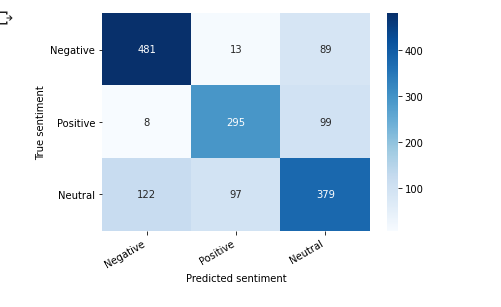 Negative 481 13 89 400
True sentiment
Positive 8 295 99 300
200
Neutral 122 97 379 100
Negative Positive Neutral
Predicted sentiment